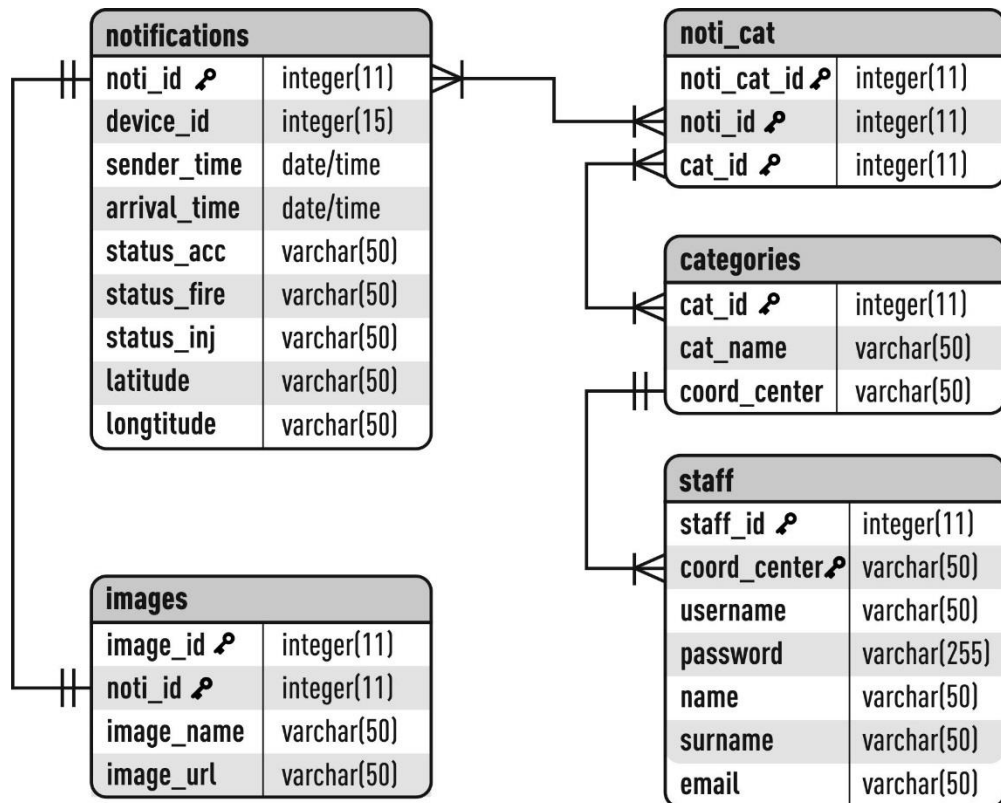 notifications
noti_id integer(11)
device_id integer(15)
sender_time date/time
arrival_time date/time
status_acc varchar(50)
status_fire varchar(50)
status_inj varchar(50)
latitude varchar(50)
longtitude varchar(50)
images
image_id integer(11)
noti_id integer(11)
image_name varchar(50)
image_url varchar(50)
noti_cat
noti_cat_id integer(11)
noti_id integer(11)
cat_id integer(11)
categories
cat_id integer(11)
cat_name varchar(50)
coord_center varchar(50)
staff
staff_id integer(11)
coord_center varchar(50)
username varchar(50)
password varchar(255)
name varchar(50)
surname varchar(50)
email varchar(50)